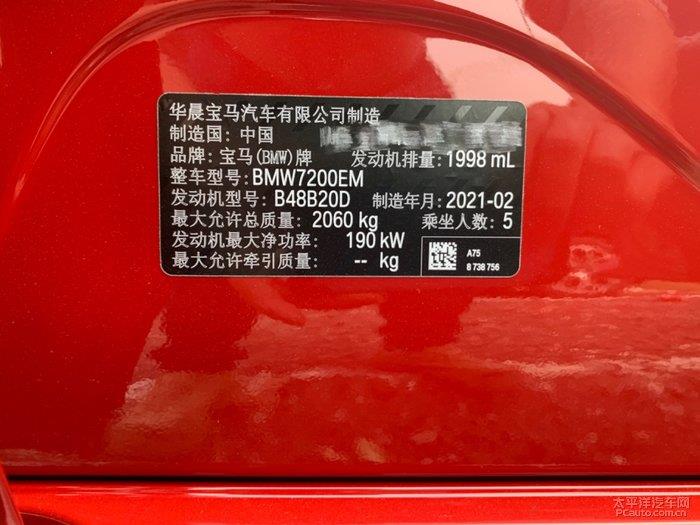 华晨宝马汽车有限公司制造
制造国：中国
品牌：宝马(BMW)牌 发动机排量：1998 mL
整车型号：BMW7200EM
发动机型号：B48B20D 制造年月：2021-02
最大允许总质量：2060 kg 乘坐人数：5
发动机最大净功率： 190 kW
最大允许牵引质量： -- kg
A75
8 738 756
太平洋汽车网
PCauto.com.cn